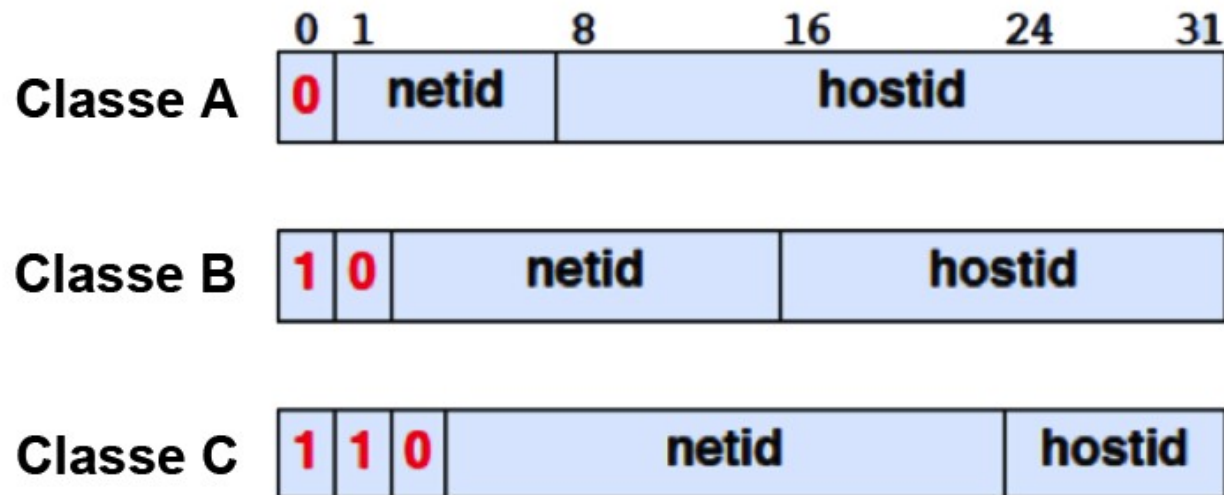 0 1 8 16 24 31
Classe A 0 netid hostid
Classe B 1 0 netid hostid
Classe C 1 1 0 netid hostid